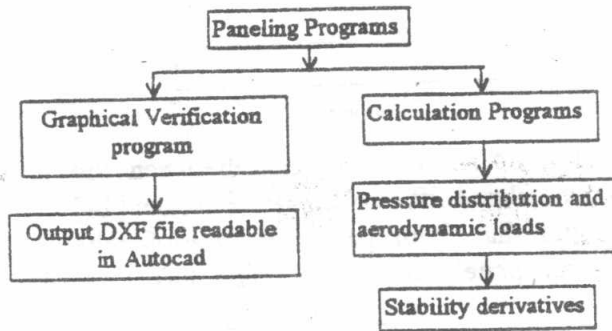 Paneling Programs
Graphical Verification
program
Calculation Programs
Output DXF file readable
in Autocad
Pressure distribution and
aerodynamic loads
Stability derivatives